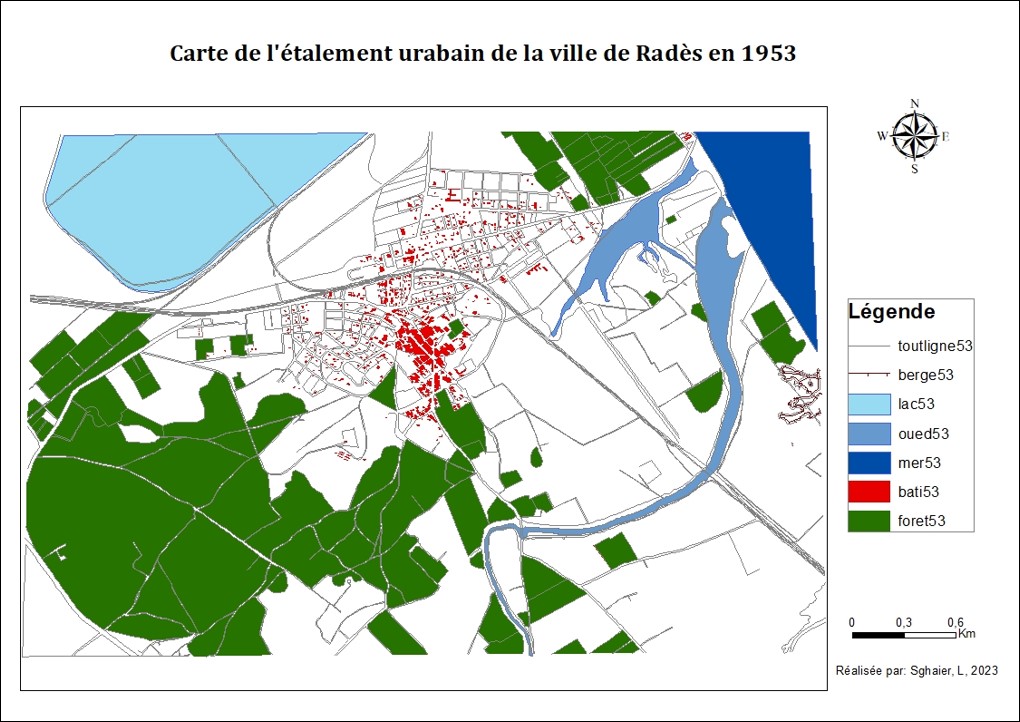 Carte de l'étalement urabain de la ville de Radès en 1953
N
W E
S
Légende
toutligne53
berge53
lac53
oued53
mer53
bati53
foret53
0 0,3 0,6
Km
Réalisée par: Sghaier, L, 2023